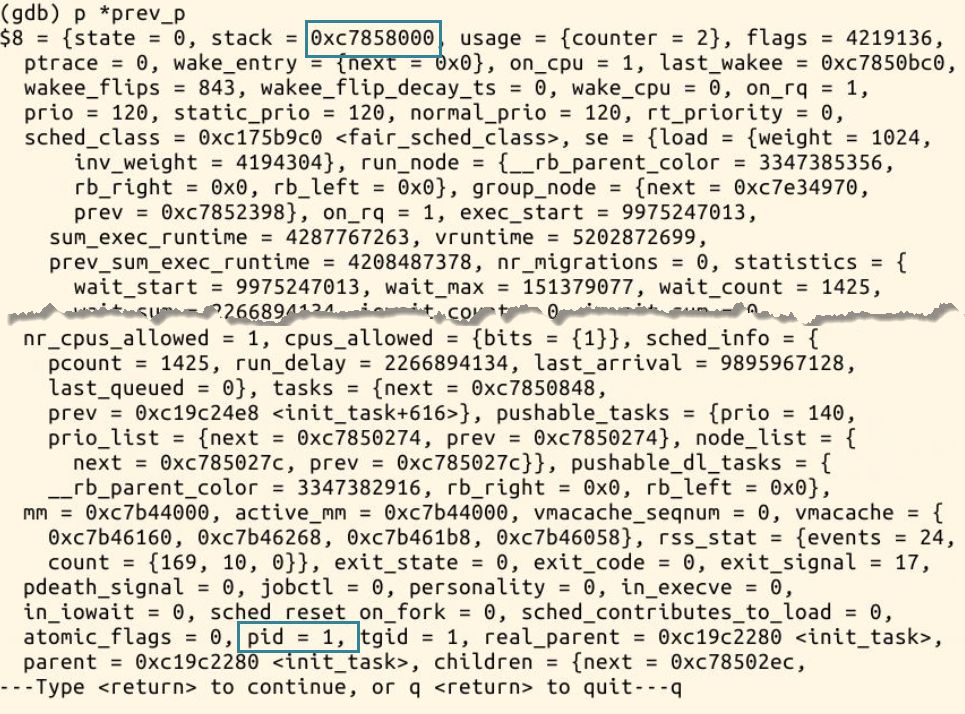 (gdb) p *prev_p
$8 = {state = 0, stack = 0xc7858000, usage = {counter = 2}, flags = 4219136,
ptrace = 0, wake_entry = {next = 0x0}, on_cpu = 1, last_wakee = 0xc7850bc0,
wakee_flips = 843, wakee_flip_decay_ts = 0, wake_cpu = 0, on_rq = 1,
prio = 120, static_prio = 120, normal_prio = 120, rt_priority = 0,
sched_class = 0xc175b9c0 <fair_sched_class>, se = {load = {weight = 1024,
inv_weight = 4194304}, run_node = {__rb_parent_color = 3347385356,
rb_right = 0x0, rb_left = 0x0}, group_node = {next = 0xc7e34970,
prev = 0xc7852398}, on_rq = 1, exec_start = 9975247013,
sum_exec_runtime = 4287767263, vruntime = 5202872699,
prev_sum_exec_runtime = 4208487378, nr_migrations = 0, statistics = {
wait_start = 9975247013, wait_max = 151379077, wait_count = 1425,
wait_sum = 2266894134, iowait_count = 0, iowait_sum = 0,
nr_cpus_allowed = 1, cpus_allowed = {bits = {1}}, sched_info = {
pcount = 1425, run_delay = 2266894134, last_arrival = 9895967128,
last_queued = 0}, tasks = {next = 0xc7850848,
prev = 0xc19c24e8 <init_task+616>}, pushable_tasks = {prio = 140,
prio_list = {next = 0xc7850274, prev = 0xc7850274}, node_list = {
next = 0xc785027c, prev = 0xc785027c}}, pushable_dl_tasks = {
__rb_parent_color = 3347382916, rb_right = 0x0, rb_left = 0x0},
mm = 0xc7b44000, active_mm = 0xc7b44000, vmacache_seqnum = 0, vmacache = {
0xc7b46160, 0xc7b46268, 0xc7b461b8, 0xc7b46058}, rss_stat = {events = 24,
count = {169, 10, 0}}, exit_state = 0, exit_code = 0, exit_signal = 17,
pdeath_signal = 0, jobctl = 0, personality = 0, in_execve = 0,
in_iowait = 0, sched_reset_on_fork = 0, sched_contributes_to_load = 0,
atomic_flags = 0, pid = 1, tgid = 1, real_parent = 0xc19c2280 <init_task>,
parent = 0xc19c2280 <init_task>, children = {next = 0xc78502ec,
---Type <return> to continue, or q <return> to quit---q